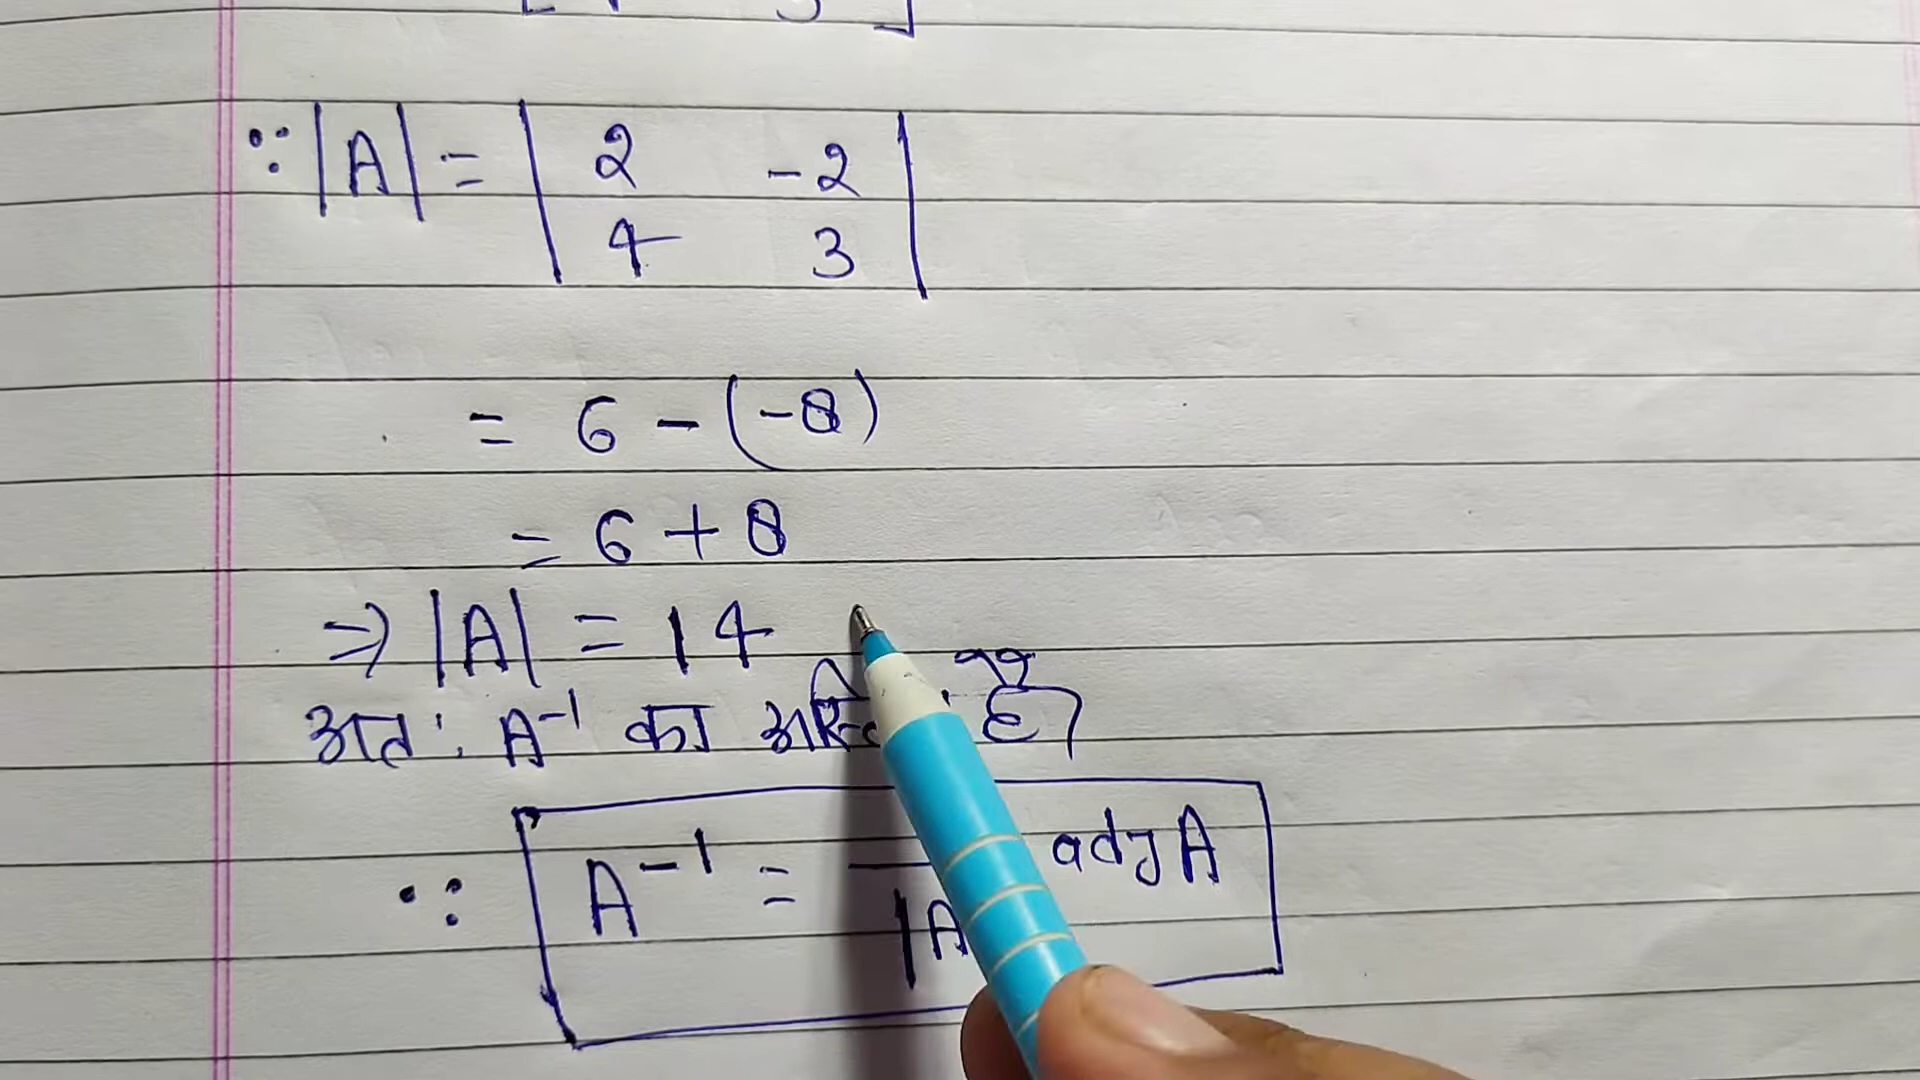 ∵ |A| = | 2 -2 |
| 4 3 |
= 6 - (-8)
= 6 + 8
⇒ |A| = 14
अतः A⁻¹ का है।
∵ A⁻¹ = adj A
|A